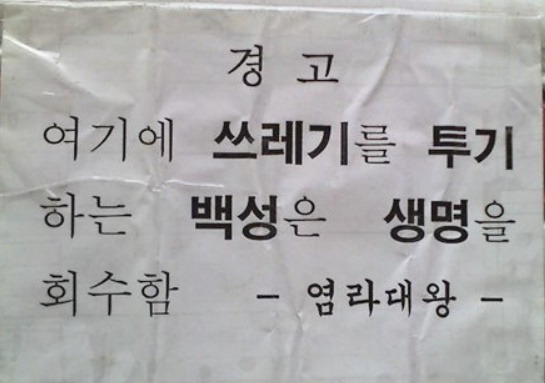 경 고
여기에 쓰레기를 투기
하는 백성은 생명을
회수함 - 염라대왕 -